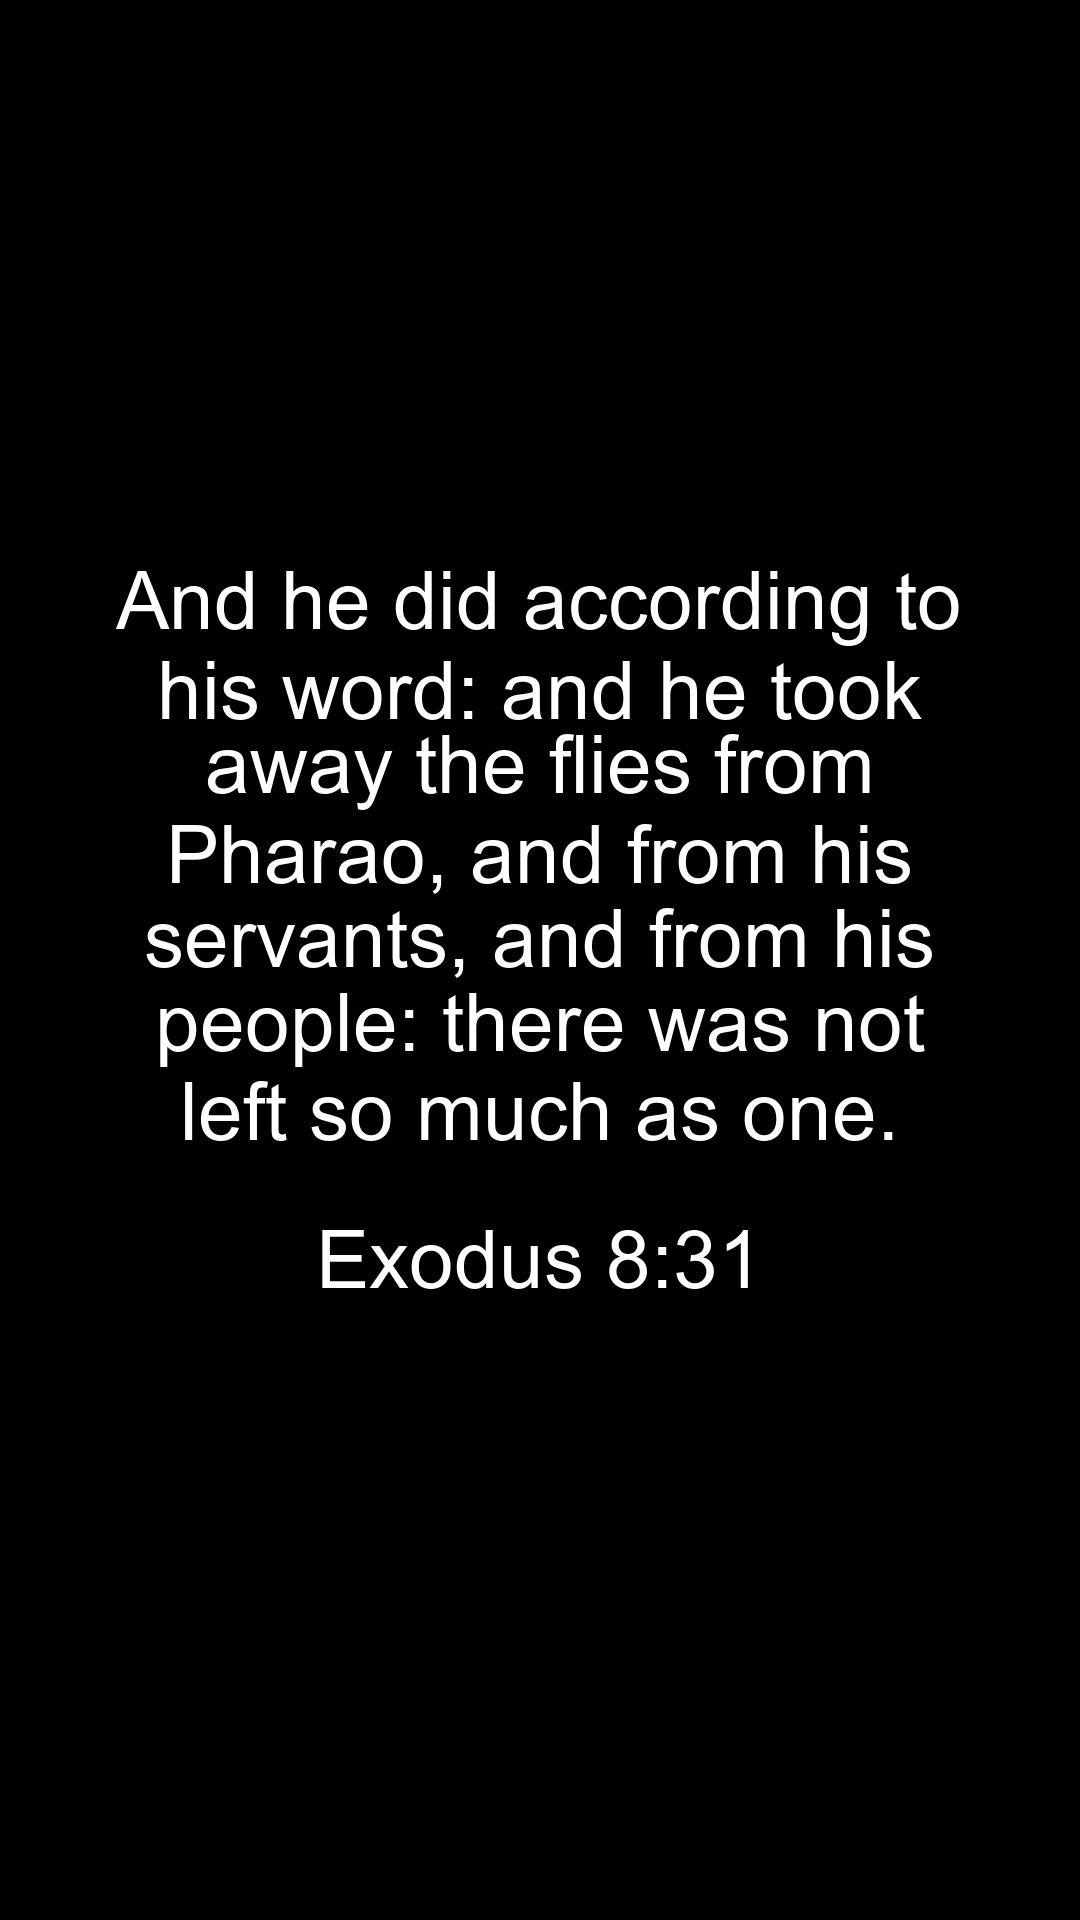 And he did according to
his word: and he took
away the flies from
Pharao, and from his
servants, and from his
people: there was not
left so much as one.
Exodus 8:31